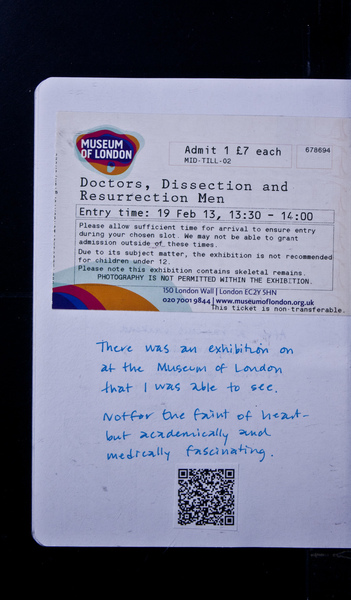 MUSEUM
OF LONDON
Admit 1 £7 each
678694
MID-TILL-02
Doctors, Dissection and
Resurrection Men
Entry time: 19 Feb 13, 13:30 - 14:00
Please allow sufficient time for arrival to ensure entry
during your chosen slot. We may not be able to grant
admission outside of these times.
Due to its subject matter, the exhibition is not recommended
for children under 12.
Please note this exhibition contains skeletal remains.
PHOTOGRAPHY IS NOT PERMITTED WITHIN THE EXHIBITION.
150 London Wall | London EC2Y 5HN
020 7001 9844 | www.museumoflondon.org.uk
This ticket is non-transferable.
There was an exhibition on
at the Museum of London
that I was able to see.
Not for the faint of heart -
but academically and
medically fascinating.